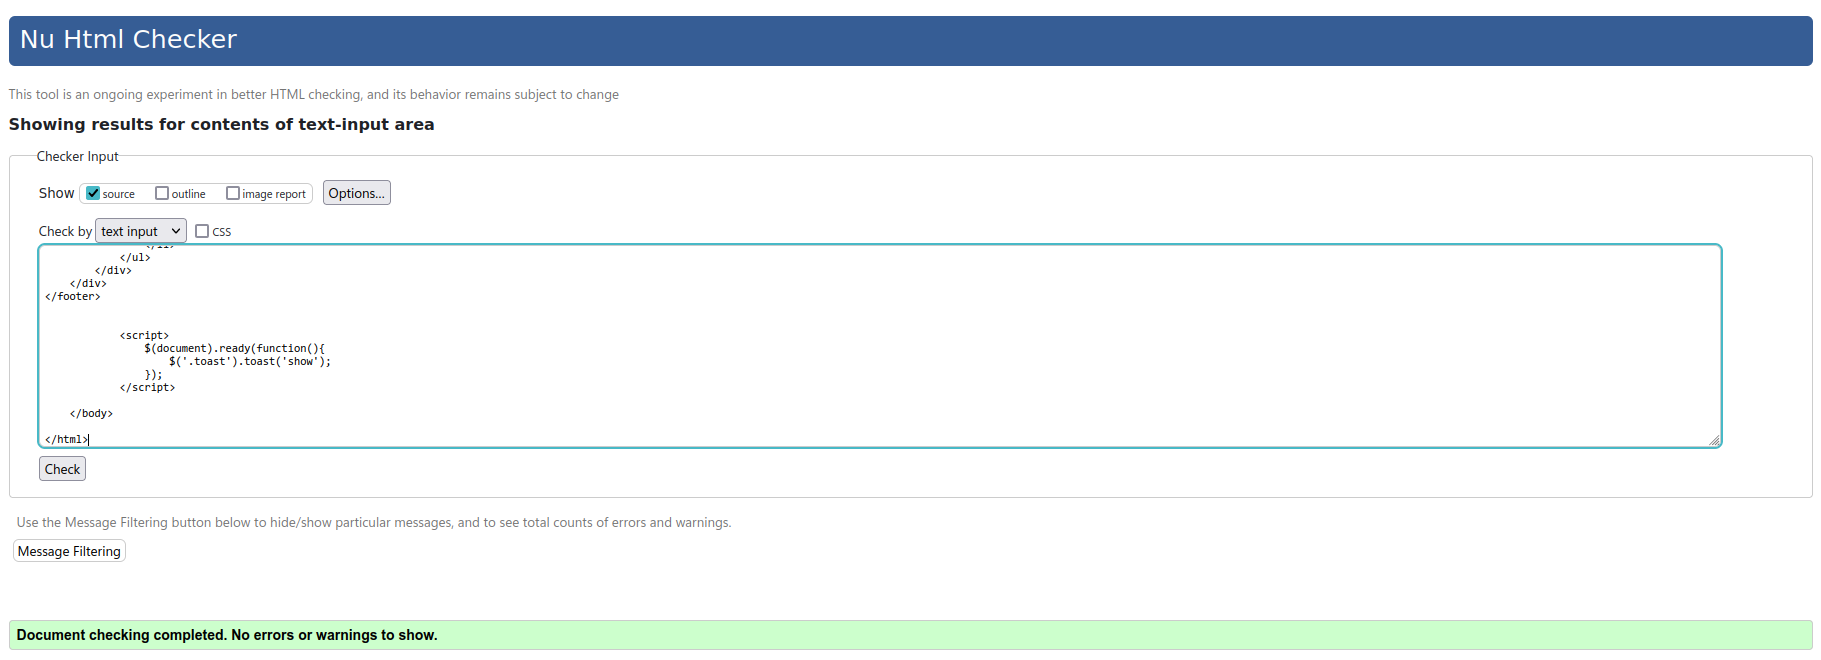 Nu Html Checker
This tool is an ongoing experiment in better HTML checking, and its behavior remains subject to change
Showing results for contents of text-input area
Checker Input
Show source outline image report Options...
Check by text input CSS
</ul>
</div>
</div>
</footer>
<script>
$(document).ready(function(){
$('.toast').toast('show');
});
</script>
</body>
</html>
Check
Use the Message Filtering button below to hide/show particular messages, and to see total counts of errors and warnings.
Message Filtering
Document checking completed. No errors or warnings to show.